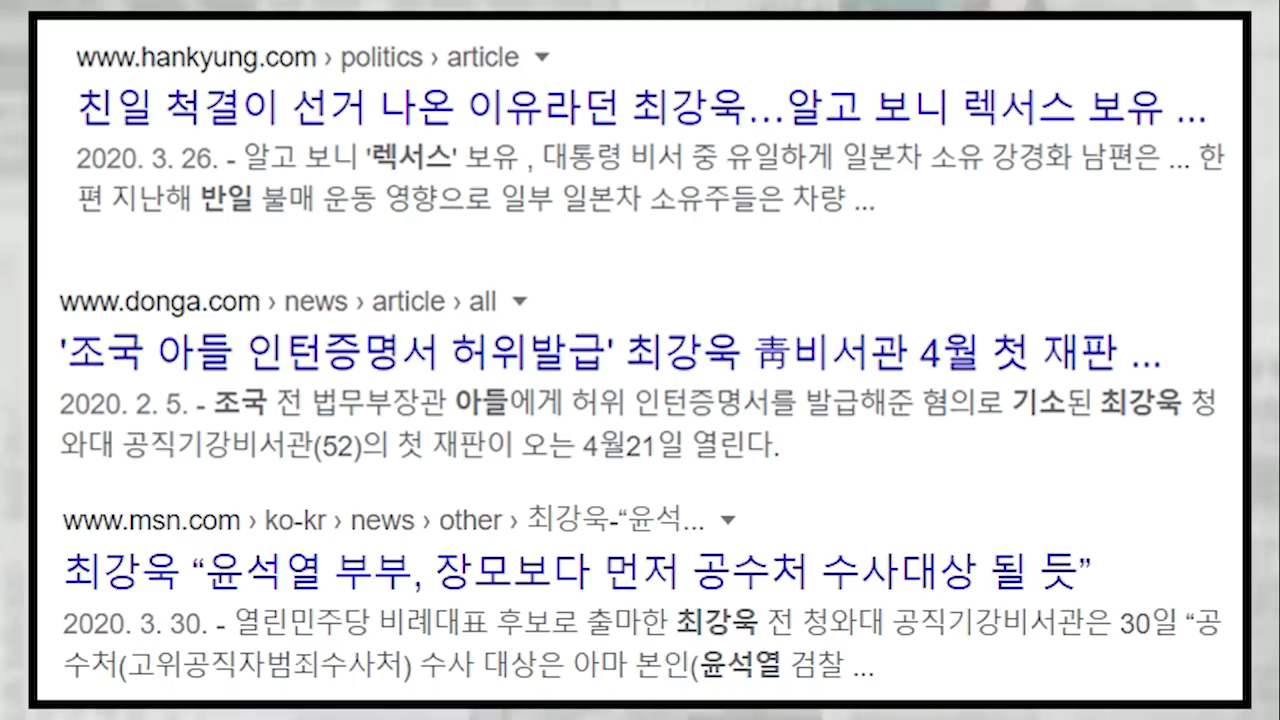 www.hankyung.com › politics › article ▼
친일 척결이 선거 나온 이유라던 최강욱...알고 보니 렉서스 보유 ...
2020. 3. 26. - 알고 보니 '렉서스' 보유 , 대통령 비서 중 유일하게 일본차 소유 강경화 남편은 ... 한
편 지난해 반일 불매 운동 영향으로 일부 일본차 소유주들은 차량 ...
www.donga.com › news › article › all ▼
'조국 아들 인턴증명서 허위발급' 최강욱 靑비서관 4월 첫 재판 ...
2020. 2. 5. - 조국 전 법무부장관 아들에게 허위 인턴증명서를 발급해준 혐의로 기소된 최강욱 청
와대 공직기강비서관(52)의 첫 재판이 오는 4월21일 열린다.
www.msn.com › ko-kr › news › other › 최강욱-“윤석... ▼
최강욱 “윤석열 부부, 장모보다 먼저 공수처 수사대상 될 듯”
2020. 3. 30. - 열린민주당 비례대표 후보로 출마한 최강욱 전 청와대 공직기강비서관은 30일 “공
수처(고위공직자범죄수사처) 수사 대상은 아마 본인(윤석열 검찰 ...